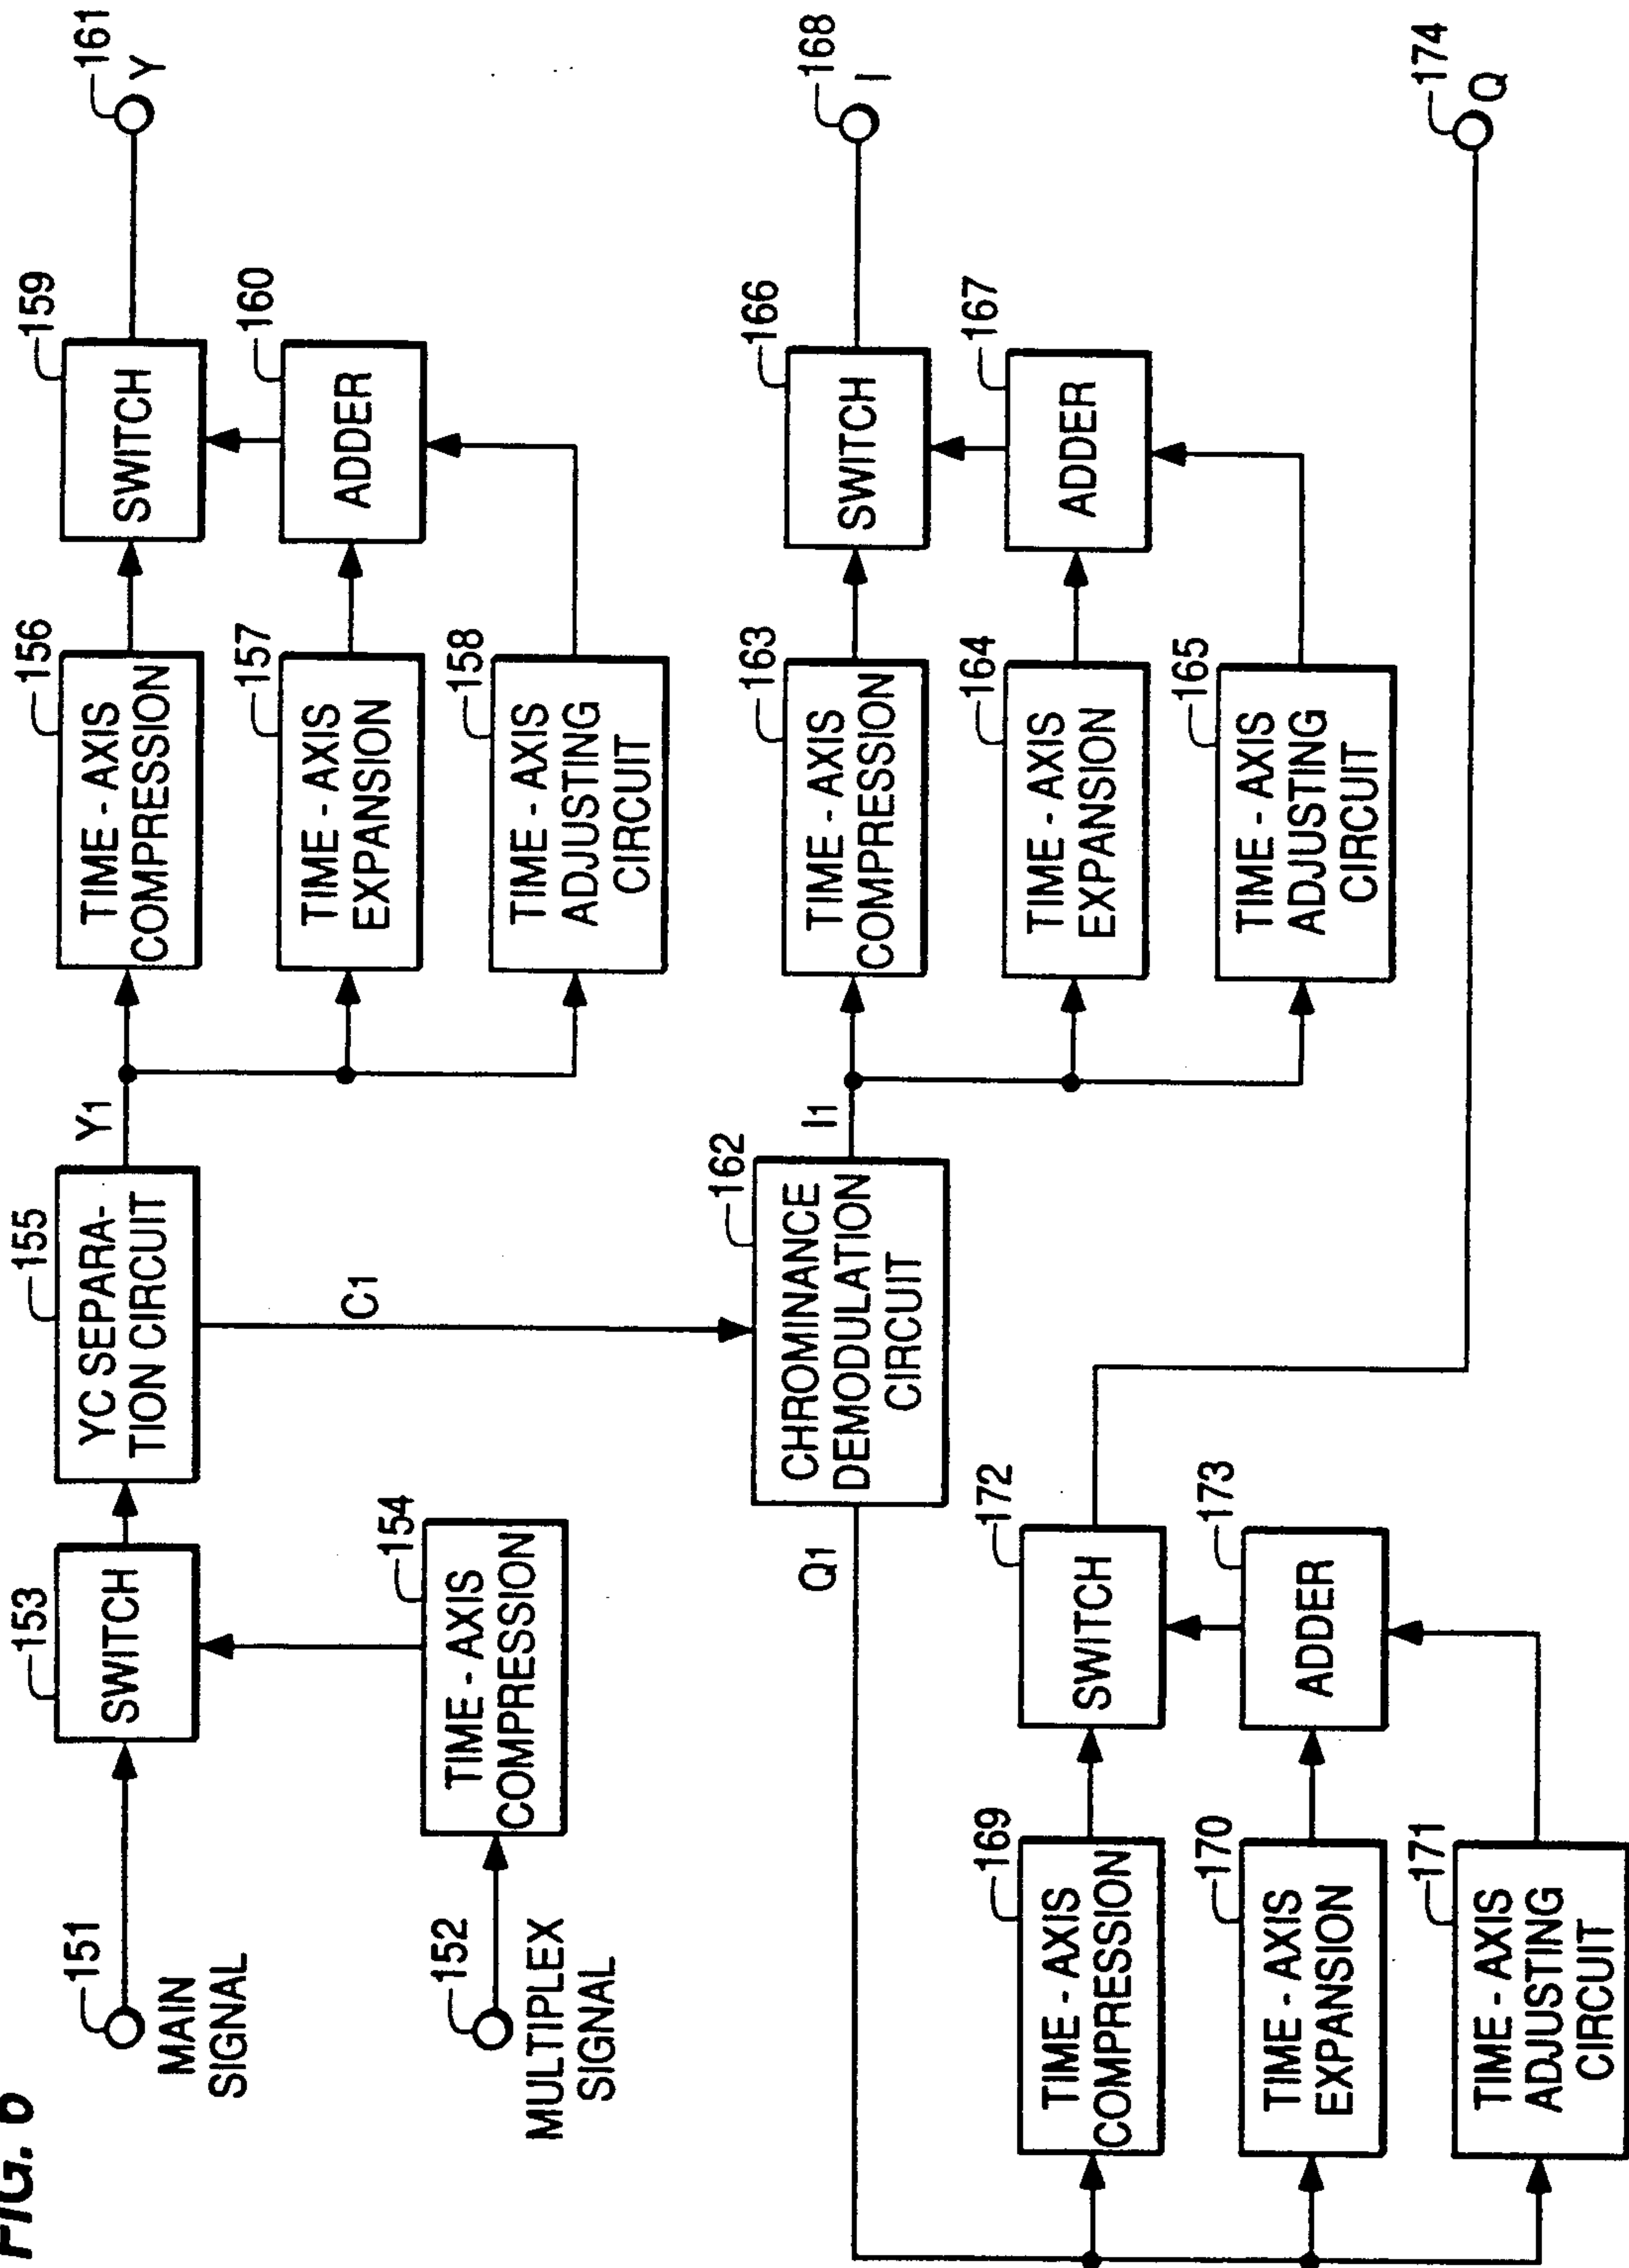 FIG. 6
151
MAIN
SIGNAL
152
MULTIPLEX
SIGNAL
153
SWITCH
154
TIME - AXIS
COMPRESSION
155
YC SEPARA-
TION CIRCUIT
Y1
C1
156
TIME - AXIS
COMPRESSION
157
TIME - AXIS
EXPANSION
158
TIME - AXIS
ADJUSTING
CIRCUIT
159
SWITCH
160
ADDER
161
Y
162
CHROMINANCE
DEMODULATION
CIRCUIT
I1
Q1
163
TIME - AXIS
COMPRESSION
164
TIME - AXIS
EXPANSION
165
TIME - AXIS
ADJUSTING
CIRCUIT
166
SWITCH
167
ADDER
168
I
169
TIME - AXIS
COMPRESSION
170
TIME - AXIS
EXPANSION
171
TIME - AXIS
ADJUSTING
CIRCUIT
172
SWITCH
173
ADDER
174
Q